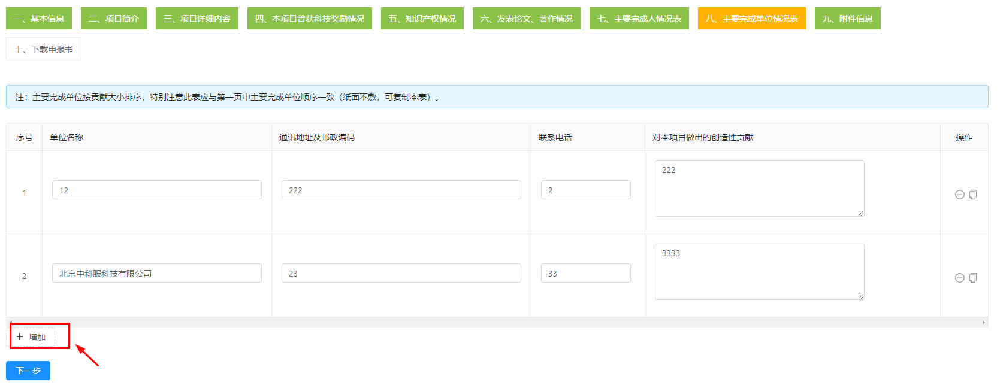 一、基本信息 二、项目简介 三、项目详细内容 四、本项目曾获科技奖励情况 五、知识产权情况 六、发表论文、著作情况 七、主要完成人情况表 八、主要完成单位情况表 九、附件信息
十、下载申报书
注：主要完成单位按贡献大小排序，特别注意此表应与第一页中主要完成单位顺序一致（纸面不敷，可复制本表）。
序号 单位名称 通讯地址及邮政编码 联系电话 对本项目做出的创造性贡献 操作
1 12 222 2 222
2 北京中科服科技有限公司 23 33 3333
+ 增加
下一步